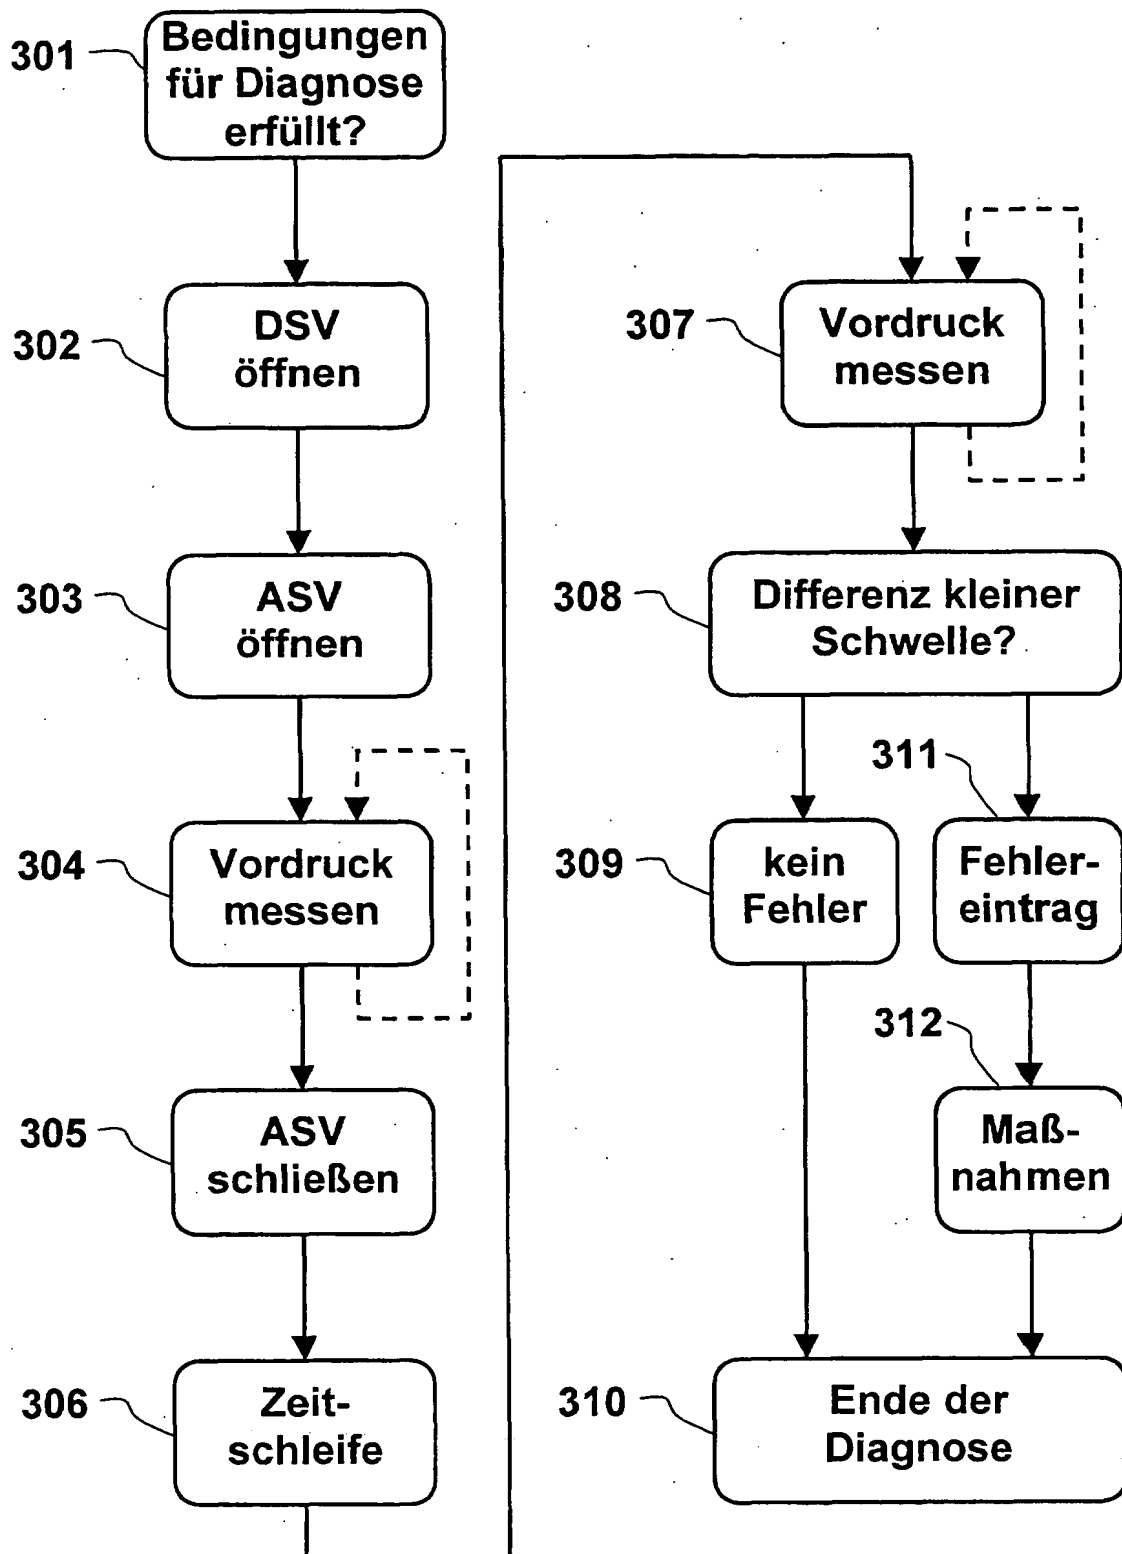 301
Bedingungen
für Diagnose
erfüllt?
302
DSV
öffnen
303
ASV
öffnen
304
Vordruck
messen
305
ASV
schließen
306
Zeit-
schleife
307
Vordruck
messen
308
Differenz kleiner
Schwelle?
309
kein
Fehler
311
Fehler-
eintrag
312
Maß-
nahmen
310
Ende der
Diagnose